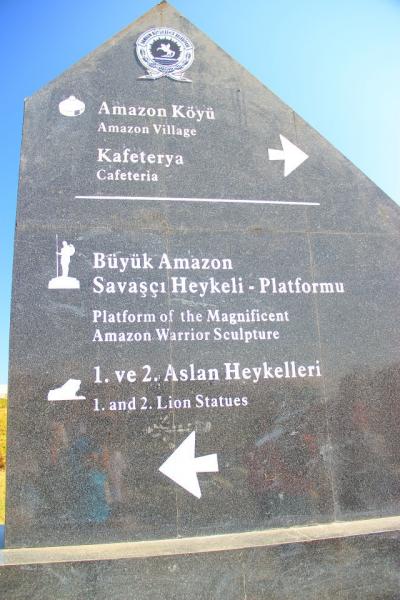 Amazon Köyü
Amazon Village
Kafeterya
Cafeteria
Büyük Amazon
Savaşçı Heykeli - Platformu
Platform of the Magnificent
Amazon Warrior Sculpture
1. ve 2. Aslan Heykelleri
1. and 2. Lion Statues